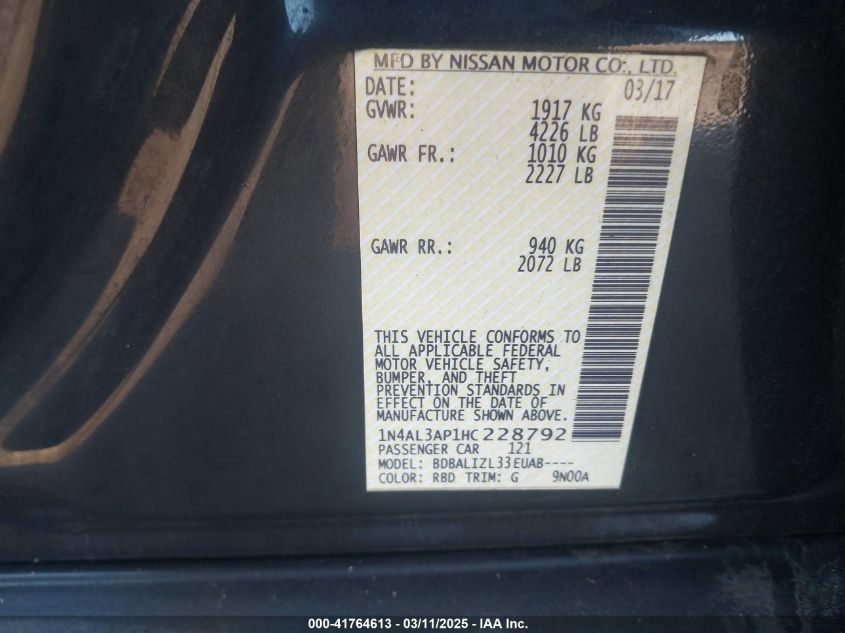 MFD BY NISSAN MOTOR CO., LTD.
DATE: 03/17
GVWR: 1917 KG
4226 LB
GAWR FR.: 1010 KG
2227 LB
GAWR RR.: 940 KG
2072 LB
THIS VEHICLE CONFORMS TO
ALL APPLICABLE FEDERAL
MOTOR VEHICLE SAFETY,
BUMPER, AND THEFT
PREVENTION STANDARDS IN
EFFECT ON THE DATE OF
MANUFACTURE SHOWN ABOVE.
1N4AL3AP1HC228792
PASSENGER CAR 121
MODEL: BDBALIZL33EUAB----
COLOR: RBD TRIM: G 9N00A
000-41764613 - 03/11/2025 - IAA Inc.